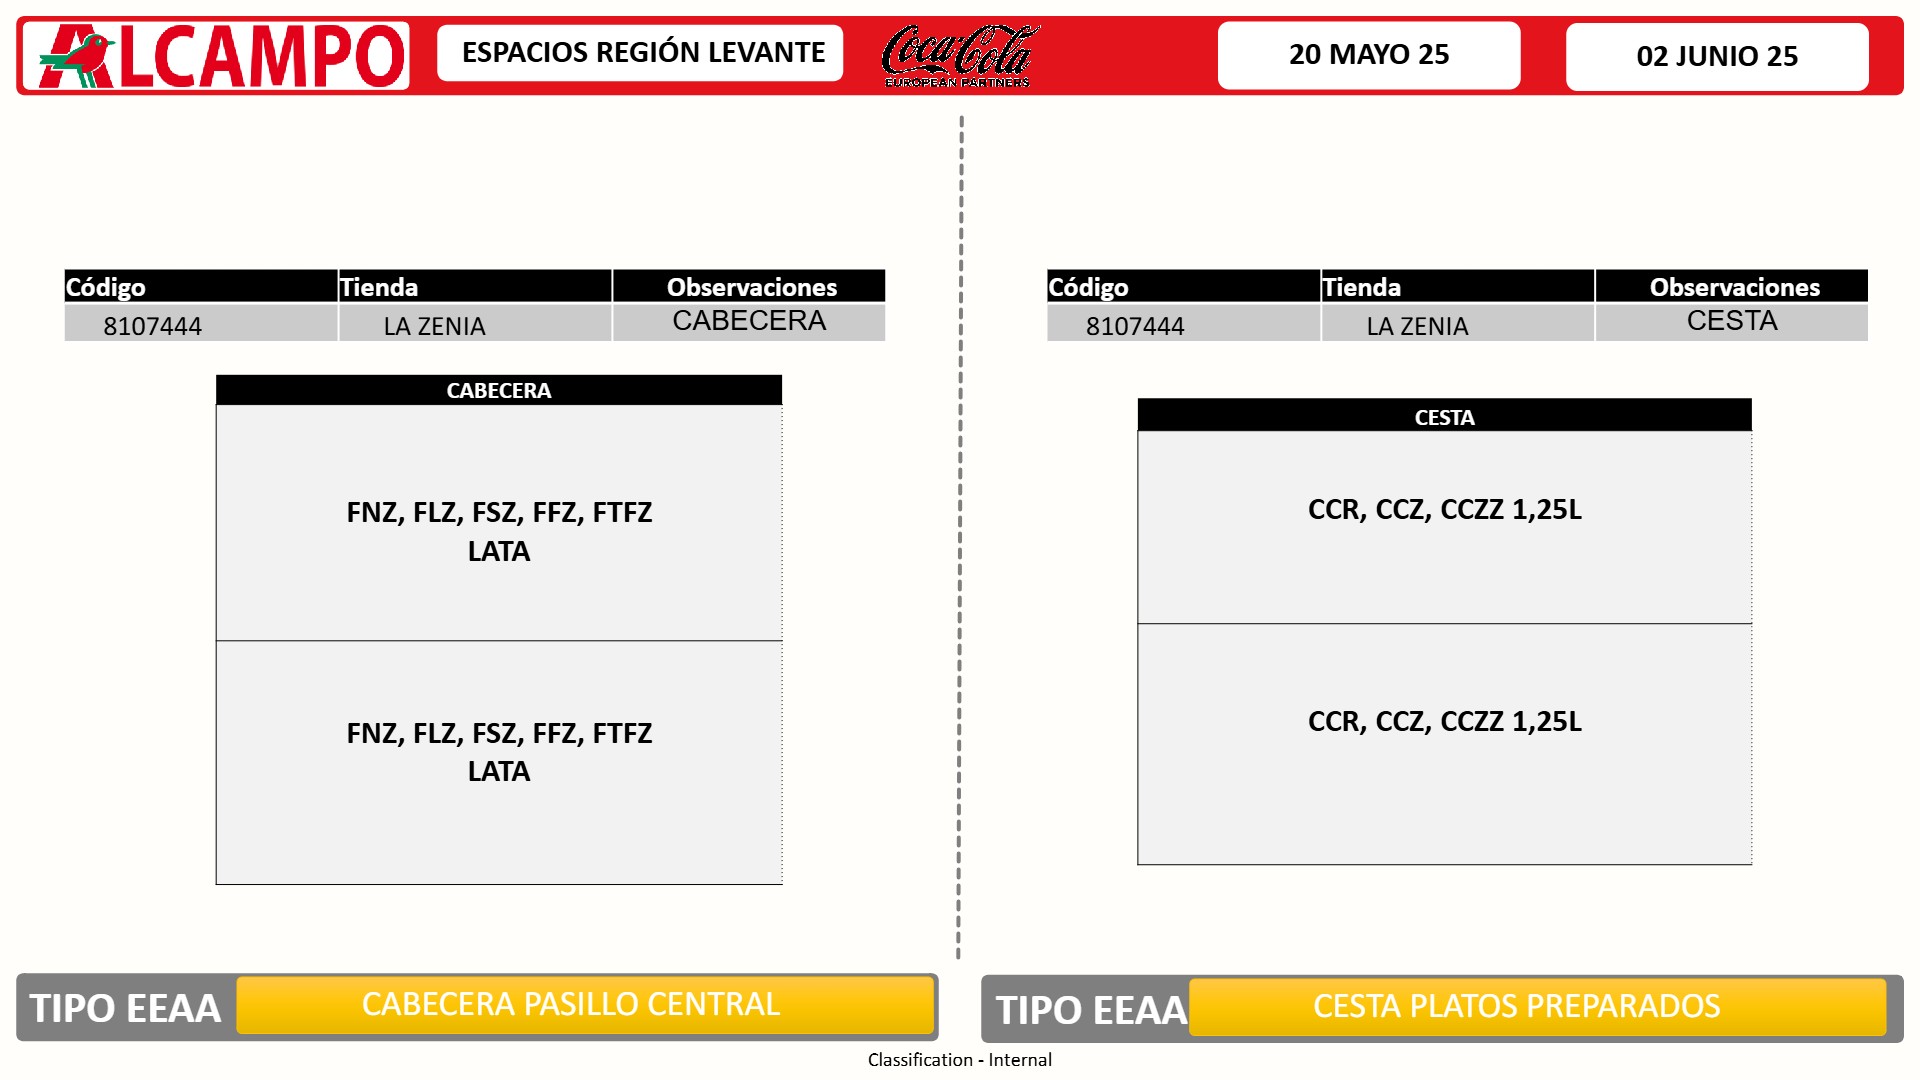 ALCAMPO
ESPACIOS REGIÓN LEVANTE
Coca-Cola
EUROPEAN PARTNERS
20 MAYO 25
02 JUNIO 25
Código Tienda Observaciones
8107444 LA ZENIA CABECERA
CABECERA
FNZ, FLZ, FSZ, FFZ, FTFZ
LATA
FNZ, FLZ, FSZ, FFZ, FTFZ
LATA
TIPO EEAA CABECERA PASILLO CENTRAL
Código Tienda Observaciones
8107444 LA ZENIA CESTA
CESTA
CCR, CCZ, CCZZ 1,25L
CCR, CCZ, CCZZ 1,25L
TIPO EEAA CESTA PLATOS PREPARADOS
Classification - Internal